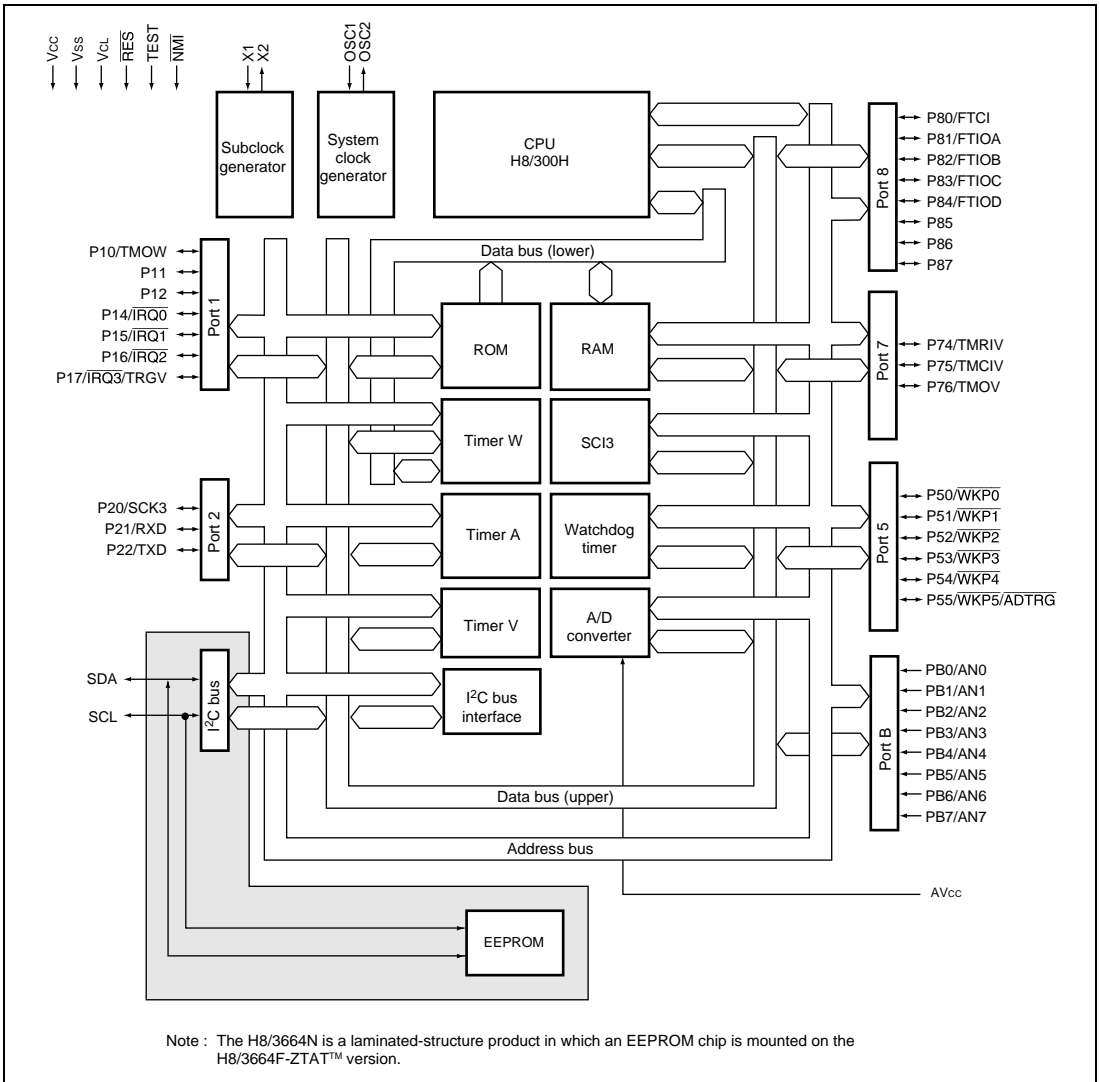 Vcc
Vss
VCL
RES
TEST
NMI
X1
X2
OSC1
OSC2
Subclock
generator
System
clock
generator
CPU
H8/300H
P80/FTCI
P81/FTIOA
P82/FTIOB
P83/FTIOC
P84/FTIOD
P85
P86
P87
Port 8
P10/TMOW
P11
P12
P14/IRQ0
P15/IRQ1
P16/IRQ2
P17/IRQ3/TRGV
Port 1
Data bus (lower)
ROM
RAM
Port 7
P74/TMRIV
P75/TMCIV
P76/TMOV
Timer W
SCI3
P20/SCK3
P21/RXD
P22/TXD
Port 2
Timer A
Watchdog
timer
Port 5
P50/WKP0
P51/WKP1
P52/WKP2
P53/WKP3
P54/WKP4
P55/WKP5/ADTRG
Timer V
A/D
converter
SDA
SCL
I2C bus
I2C bus
interface
Port B
PB0/AN0
PB1/AN1
PB2/AN2
PB3/AN3
PB4/AN4
PB5/AN5
PB6/AN6
PB7/AN7
Data bus (upper)
Address bus
AVcc
EEPROM
Note : The H8/3664N is a laminated-structure product in which an EEPROM chip is mounted on the
H8/3664F-ZTAT™ version.